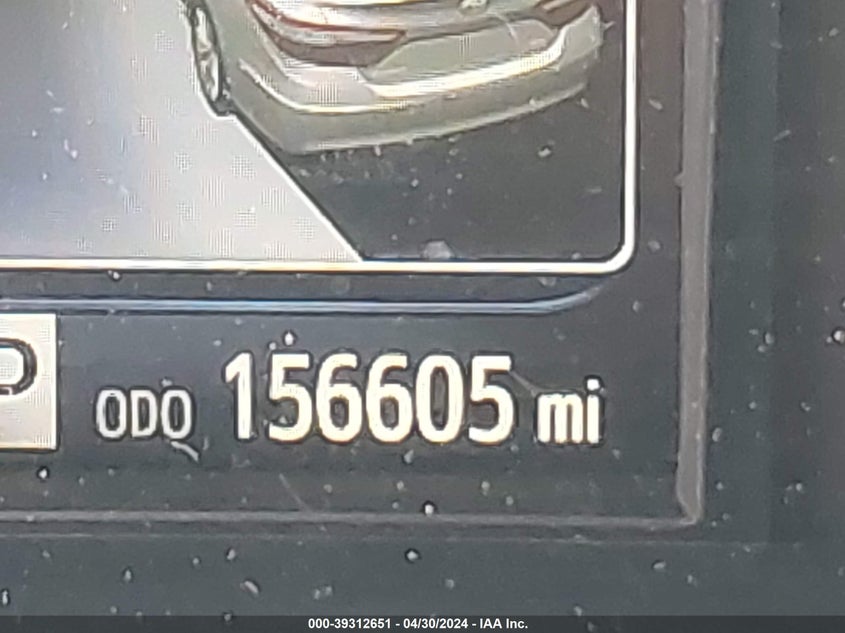 P
ODO 156605 mi
000-39312651 - 04/30/2024 - IAA Inc.